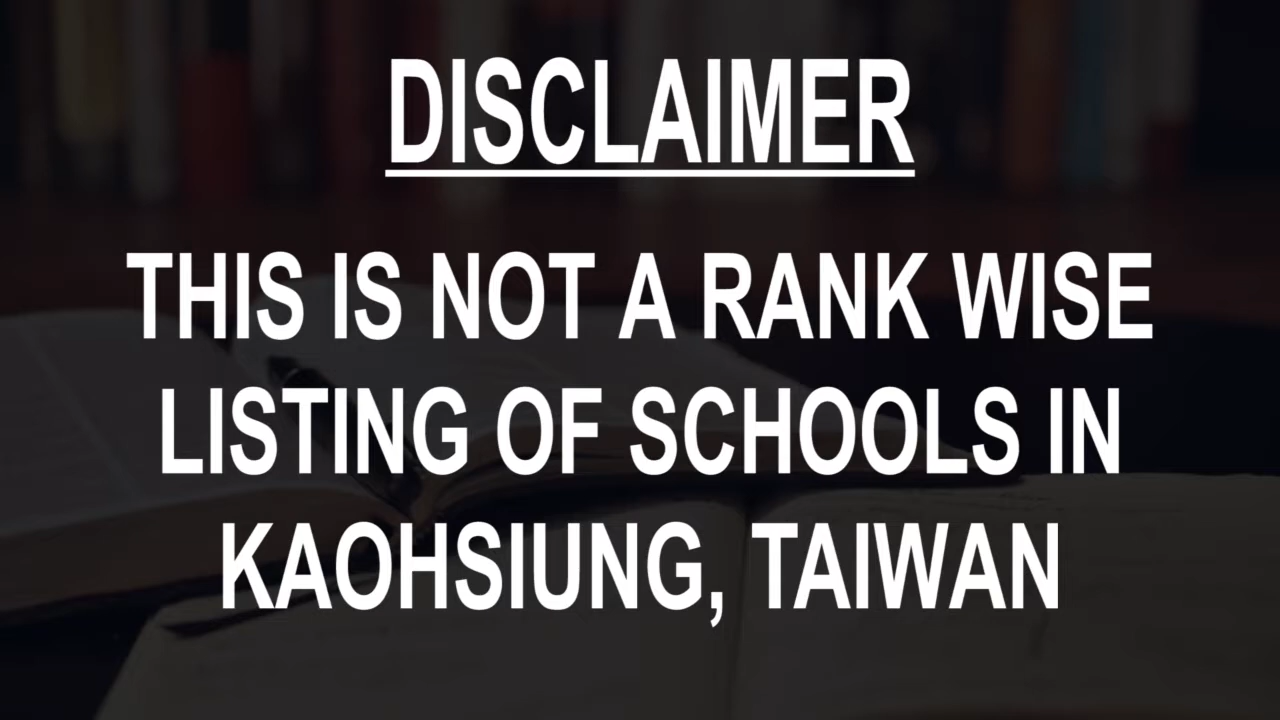 DISCLAIMER
THIS IS NOT A RANK WISE
LISTING OF SCHOOLS IN
KAOHSIUNG, TAIWAN